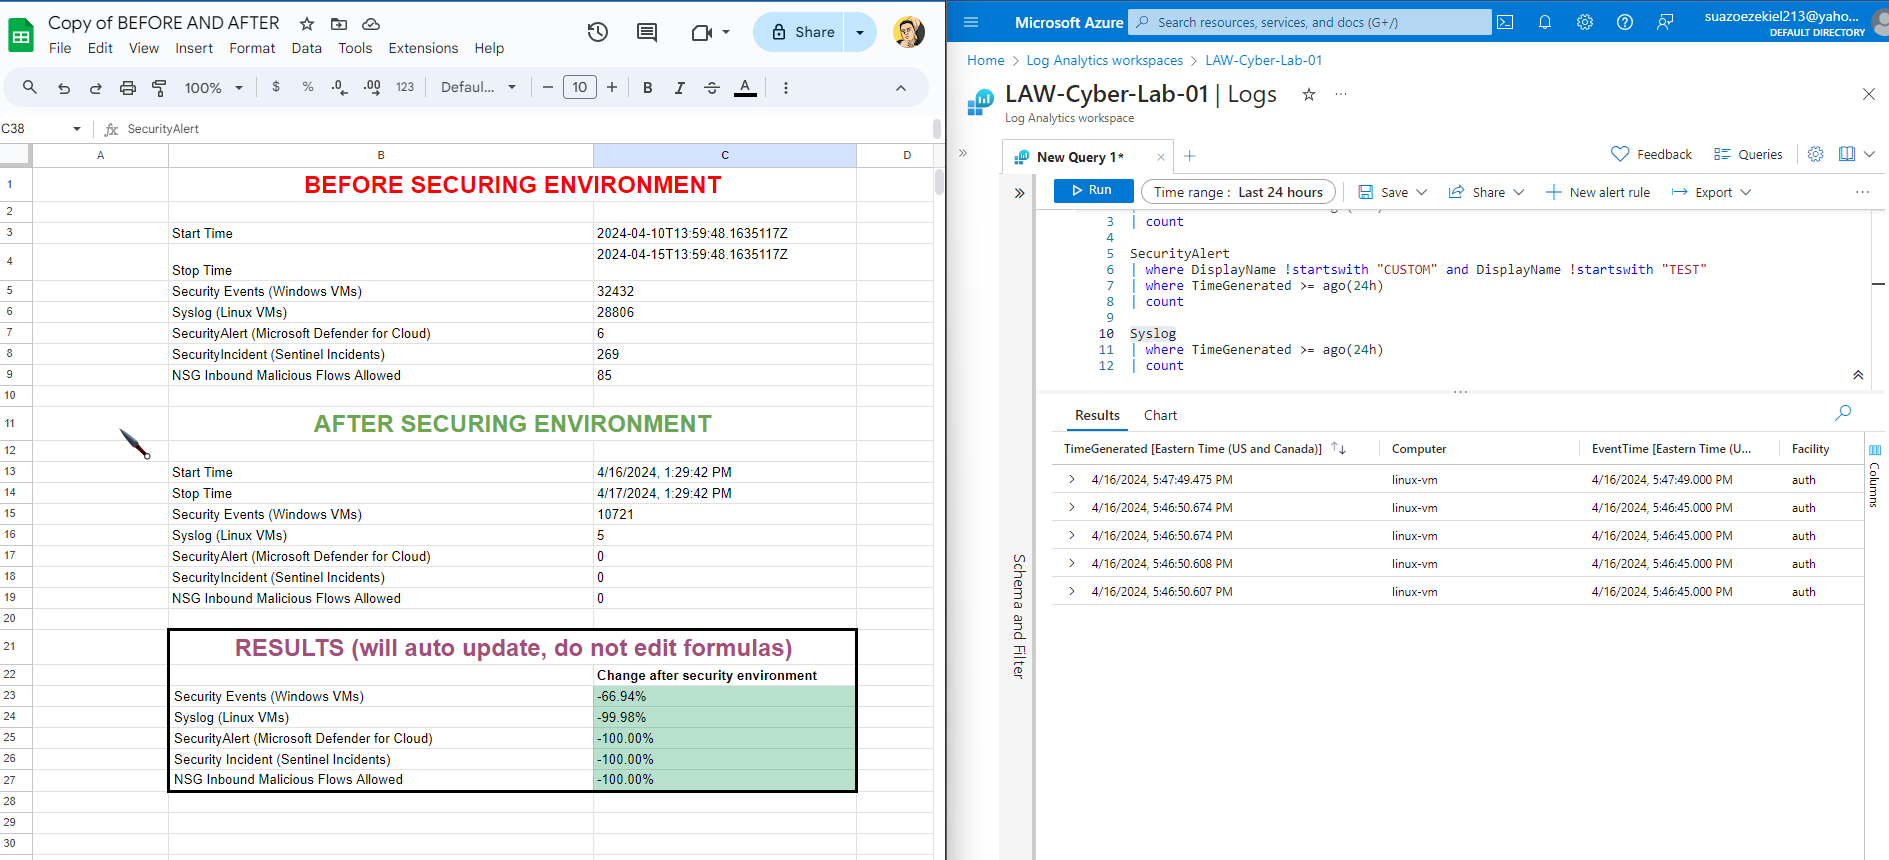 Copy of BEFORE AND AFTER
File Edit View Insert Format Data Tools Extensions Help
Share
100% $ % .0 .00 123 Defaul... 10 B I S A
C38 fx SecurityAlert
A B C D
1 BEFORE SECURING ENVIRONMENT
2
3 Start Time 2024-04-10T13:59:48.1635117Z
4 Stop Time 2024-04-15T13:59:48.1635117Z
5 Security Events (Windows VMs) 32432
6 Syslog (Linux VMs) 28806
7 SecurityAlert (Microsoft Defender for Cloud) 6
8 SecurityIncident (Sentinel Incidents) 269
9 NSG Inbound Malicious Flows Allowed 85
10
11 AFTER SECURING ENVIRONMENT
12
13 Start Time 4/16/2024, 1:29:42 PM
14 Stop Time 4/17/2024, 1:29:42 PM
15 Security Events (Windows VMs) 10721
16 Syslog (Linux VMs) 5
17 SecurityAlert (Microsoft Defender for Cloud) 0
18 SecurityIncident (Sentinel Incidents) 0
19 NSG Inbound Malicious Flows Allowed 0
20
21 RESULTS (will auto update, do not edit formulas)
22 Change after security environment
23 Security Events (Windows VMs) -66.94%
24 Syslog (Linux VMs) -99.98%
25 SecurityAlert (Microsoft Defender for Cloud) -100.00%
26 Security Incident (Sentinel Incidents) -100.00%
27 NSG Inbound Malicious Flows Allowed -100.00%
28
29
30
Microsoft Azure Search resources, services, and docs (G+/) suazoezekiel213@yaho...
DEFAULT DIRECTORY
Home > Log Analytics workspaces > LAW-Cyber-Lab-01
LAW-Cyber-Lab-01 | Logs
Log Analytics workspace
New Query 1* Feedback Queries
Run Time range : Last 24 hours Save Share New alert rule Export
3 | count
4
5 SecurityAlert
6 | where DisplayName !startswith "CUSTOM" and DisplayName !startswith "TEST"
7 | where TimeGenerated >= ago(24h)
8 | count
9
10 Syslog
11 | where TimeGenerated >= ago(24h)
12 | count
Results Chart
TimeGenerated [Eastern Time (US and Canada)] Computer EventTime [Eastern Time (U... Facility
4/16/2024, 5:47:49.475 PM linux-vm 4/16/2024, 5:47:49.000 PM auth
4/16/2024, 5:46:50.674 PM linux-vm 4/16/2024, 5:46:45.000 PM auth
4/16/2024, 5:46:50.674 PM linux-vm 4/16/2024, 5:46:45.000 PM auth
4/16/2024, 5:46:50.608 PM linux-vm 4/16/2024, 5:46:45.000 PM auth
4/16/2024, 5:46:50.607 PM linux-vm 4/16/2024, 5:46:45.000 PM auth
Schema and Filter
Columns